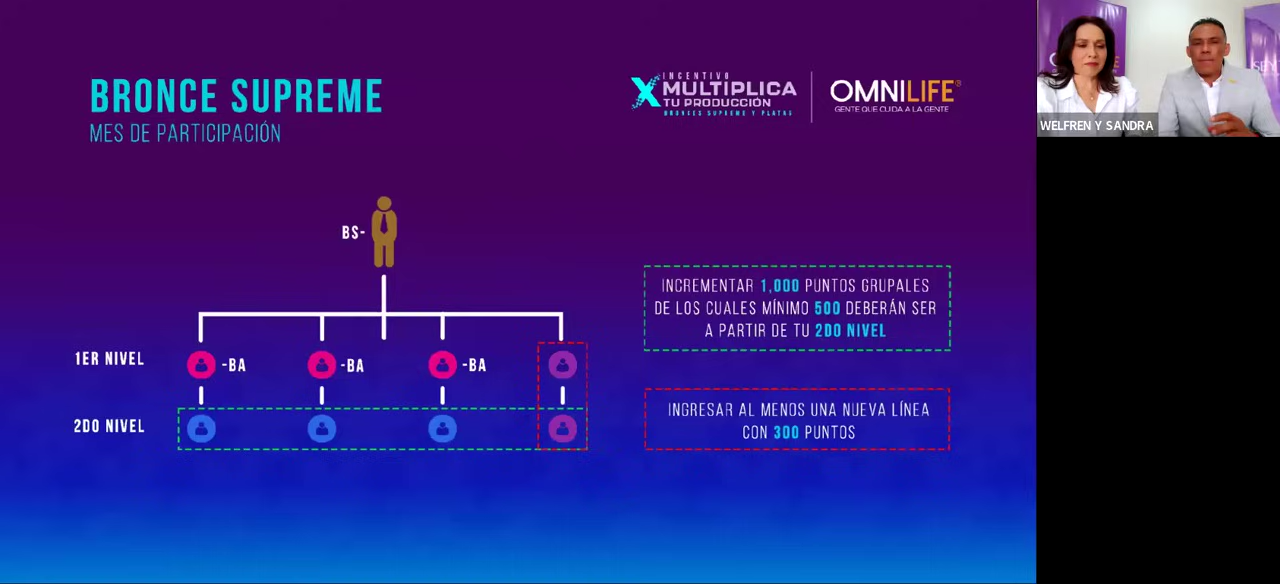 BRONCE SUPREME
MES DE PARTICIPACIÓN
INCENTIVO
MULTIPLICA
TU PRODUCCIÓN
BRONCES SUPREME Y PLATAS
OMNILIFE®
GENTE QUE CUIDA A LA GENTE
WELFREN Y SANDRA
BS-
INCREMENTAR 1,000 PUNTOS GRUPALES
DE LOS CUALES MÍNIMO 500 DEBERÁN SER
A PARTIR DE TU 2DO NIVEL
1ER NIVEL
-BA
-BA
-BA
2DO NIVEL
INGRESAR AL MENOS UNA NUEVA LÍNEA
CON 300 PUNTOS